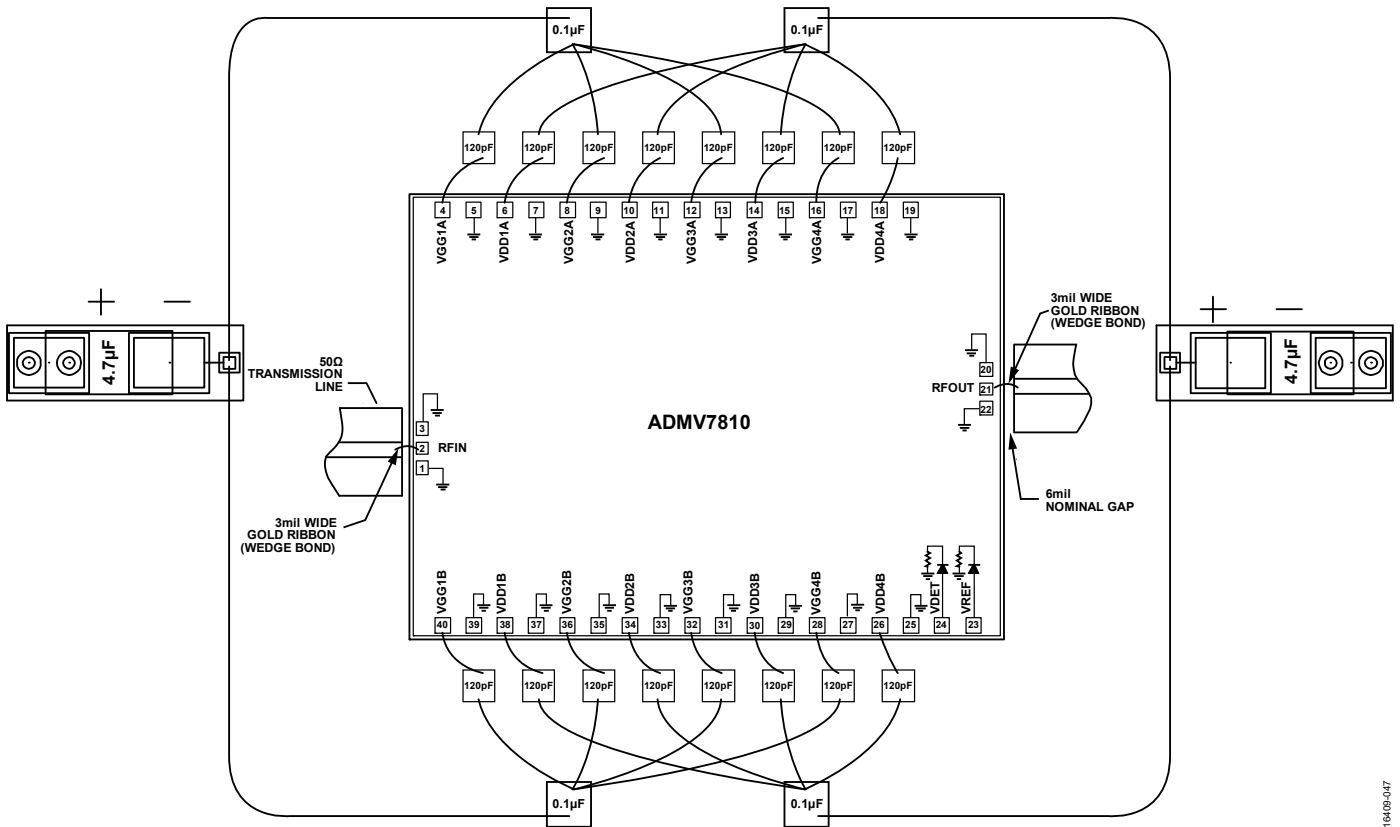 0.1µF
0.1µF
120pF
120pF
120pF
120pF
120pF
120pF
120pF
120pF
4
5
6
7
8
9
10
11
12
13
14
15
16
17
18
19
VGG1A
VDD1A
VGG2A
VDD2A
VGG3A
VDD3A
VGG4A
VDD4A
+ −
4.7µF
50Ω
TRANSMISSION
LINE
3
2
1
RFIN
3mil WIDE
GOLD RIBBON
(WEDGE BOND)
ADMV7810
3mil WIDE
GOLD RIBBON
(WEDGE BOND)
20
21
22
RFOUT
6mil
NOMINAL GAP
+ −
4.7µF
VGG1B
VDD1B
VGG2B
VDD2B
VGG3B
VDD3B
VGG4B
VDD4B
VDET
VREF
40
39
38
37
36
35
34
33
32
31
30
29
28
27
26
25
24
23
120pF
120pF
120pF
120pF
120pF
120pF
120pF
120pF
0.1µF
0.1µF
16409-047